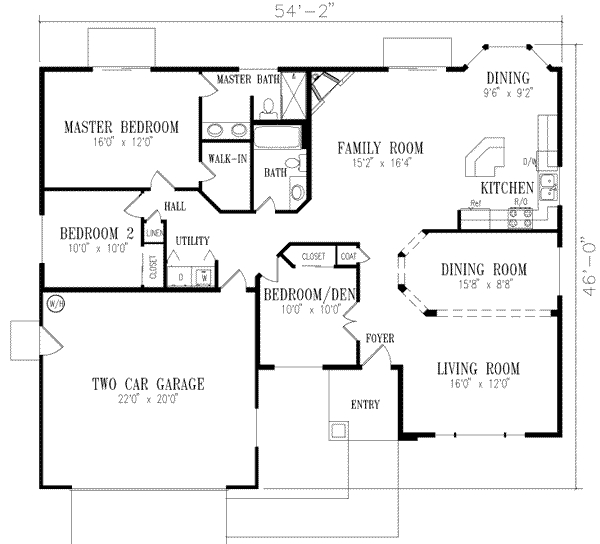 54'-2"
MASTER BATH
DINING
9'6" x 9'2"
MASTER BEDROOM
16'0" x 12'0"
FAMILY ROOM
15'2" x 16'4"
WALK-IN
BATH
D/W
KITCHEN
Ref
R/O
HALL
LINEN
BEDROOM 2
10'0" x 10'0"
UTILITY
CLOSET
D
W
CLOSET
COAT
DINING ROOM
15'8" x 8'8"
46'-0"
BEDROOM/DEN
10'0" x 10'0"
W/H
FOYER
TWO CAR GARAGE
22'0" x 20'0"
LIVING ROOM
16'0" x 12'0"
ENTRY